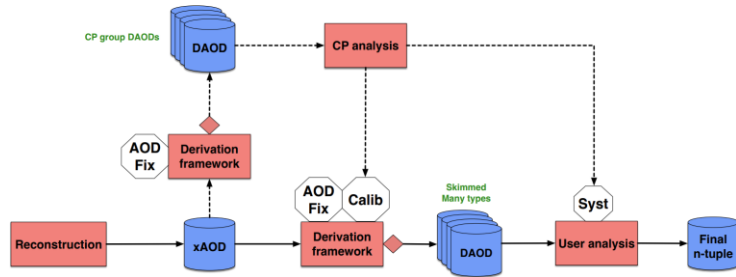 CP group DAODs
DAOD
CP analysis
AOD
Fix
Derivation
framework
Skimmed
Many types
AOD
Fix
Calib
Syst
Reconstruction
xAOD
Derivation
framework
DAOD
User analysis
Final
n-tuple